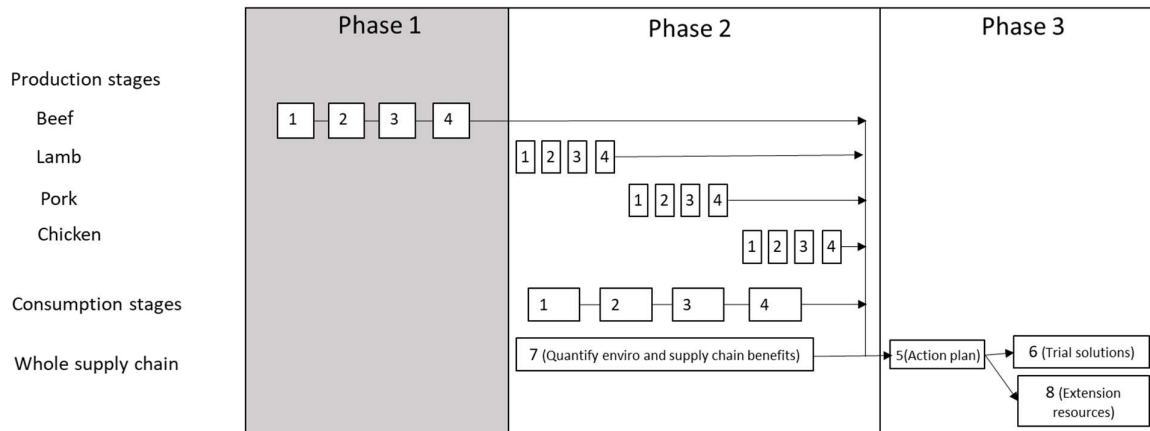 Phase 1
Phase 2
Phase 3
Production stages
Beef
1 2 3 4
Lamb
1 2 3 4
Pork
1 2 3 4
Chicken
1 2 3 4
Consumption stages
1 2 3 4
Whole supply chain
7 (Quantify enviro and supply chain benefits)
5(Action plan)
6 (Trial solutions)
8 (Extension
resources)